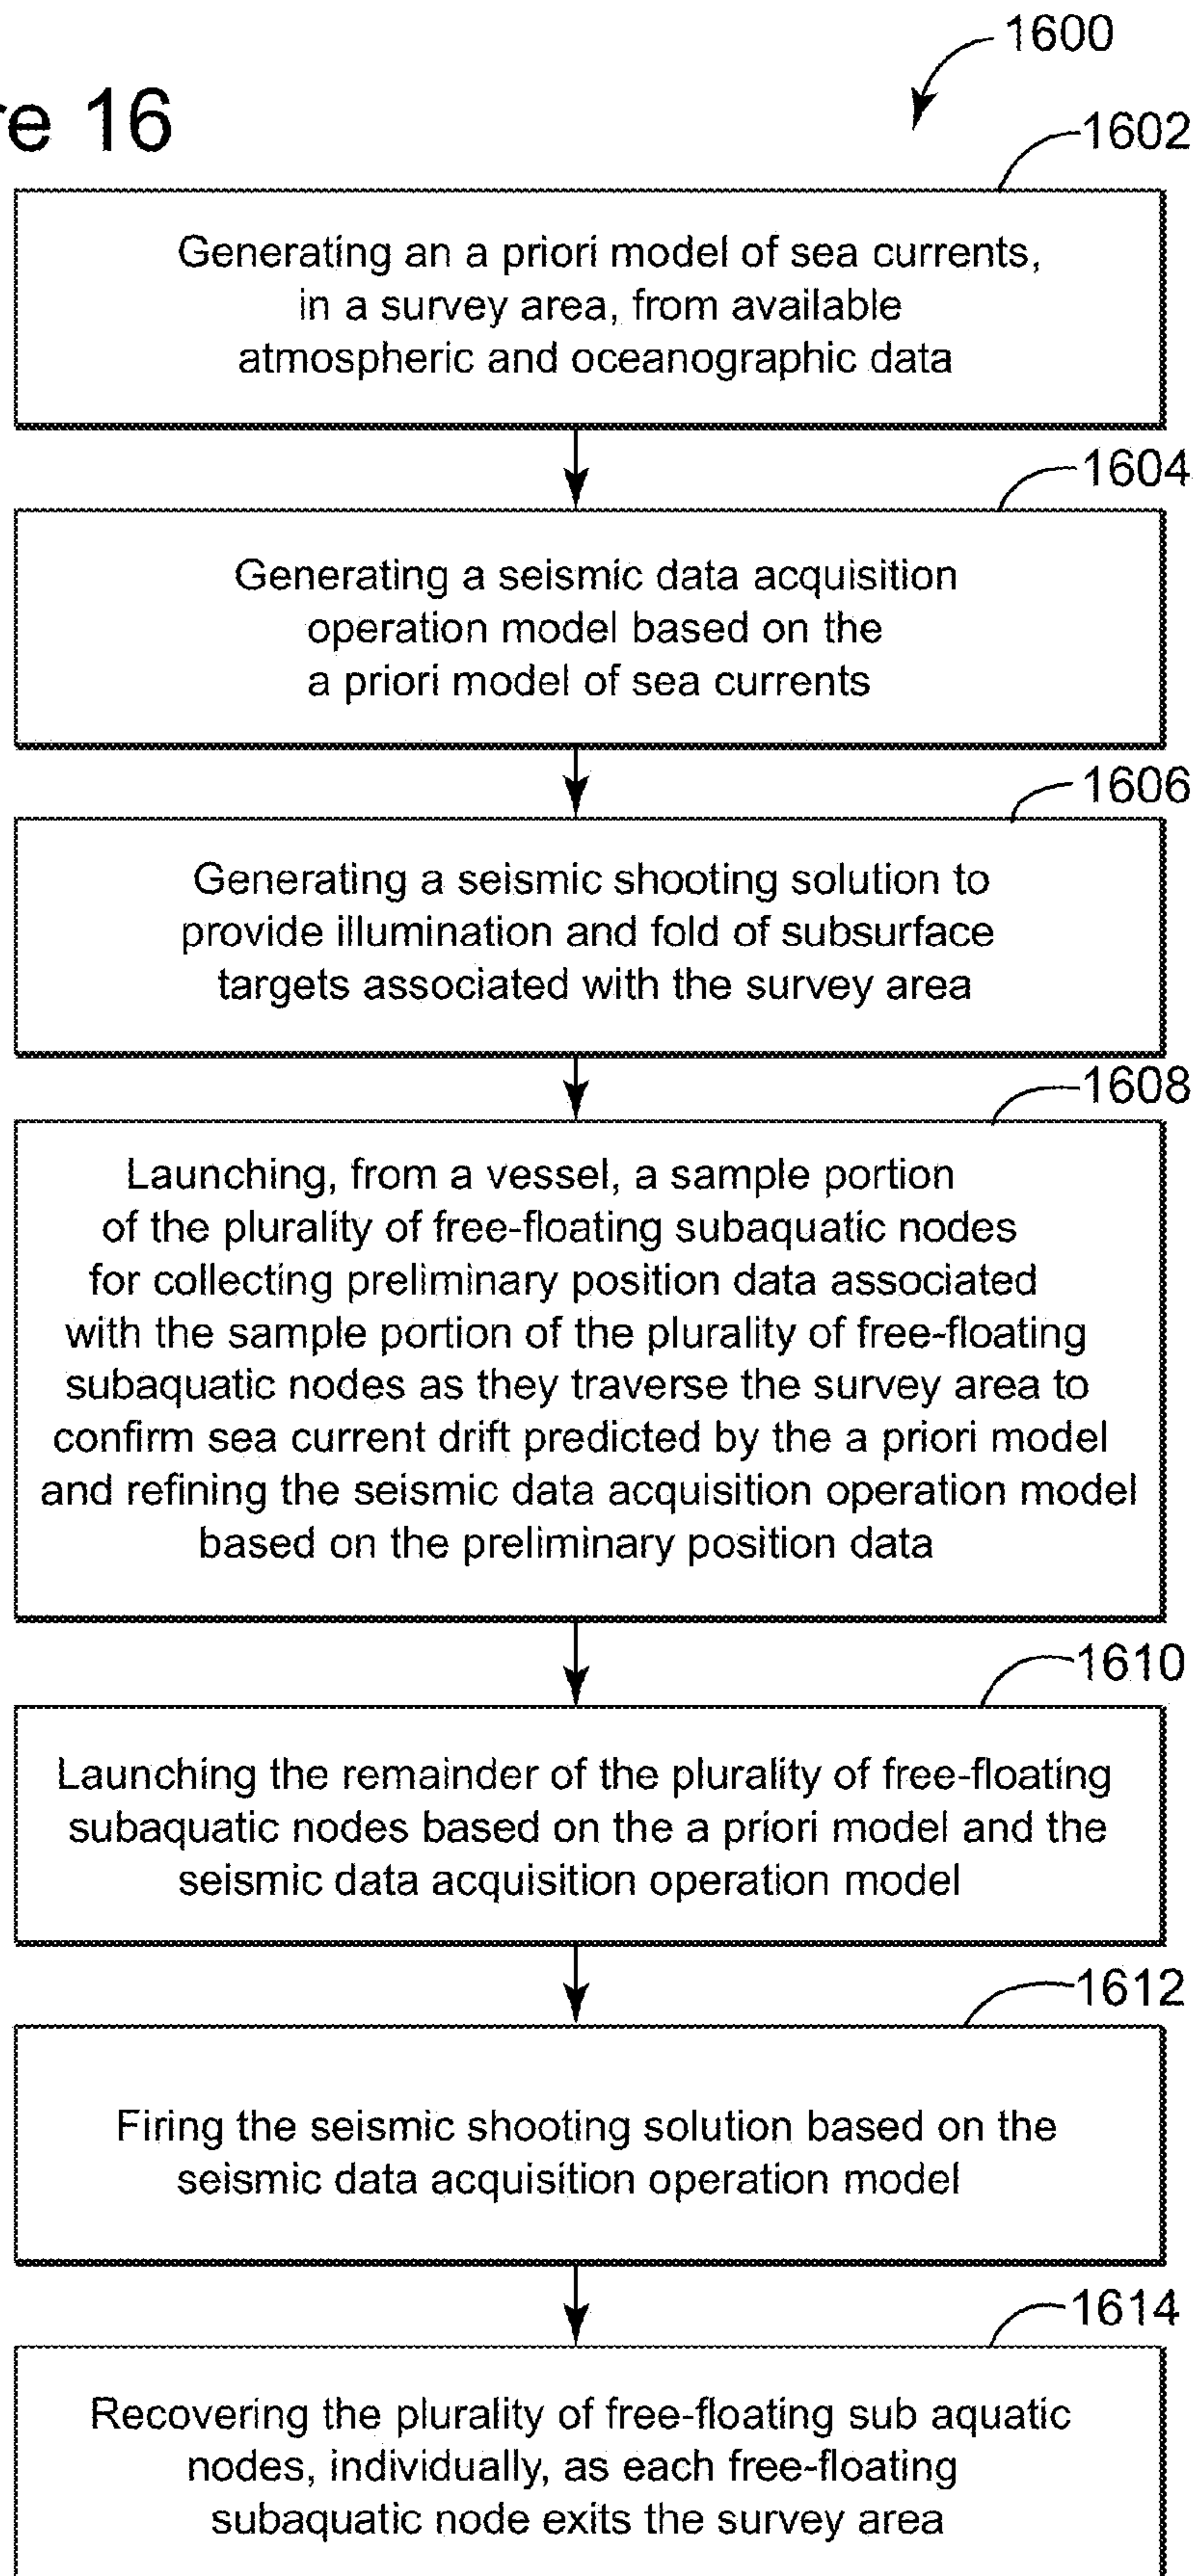 1600
re 16
1602
Generating an a priori model of sea currents,
in a survey area, from available
atmospheric and oceanographic data
1604
Generating a seismic data acquisition
operation model based on the
a priori model of sea currents
1606
Generating a seismic shooting solution to
provide illumination and fold of subsurface
targets associated with the survey area
1608
Launching, from a vessel, a sample portion
of the plurality of free-floating subaquatic nodes
for collecting preliminary position data associated
with the sample portion of the plurality of free-floating
subaquatic nodes as they traverse the survey area to
confirm sea current drift predicted by the a priori model
and refining the seismic data acquisition operation model
based on the preliminary position data
1610
Launching the remainder of the plurality of free-floating
subaquatic nodes based on the a priori model and the
seismic data acquisition operation model
1612
Firing the seismic shooting solution based on the
seismic data acquisition operation model
1614
Recovering the plurality of free-floating sub aquatic
nodes, individually, as each free-floating
subaquatic node exits the survey area